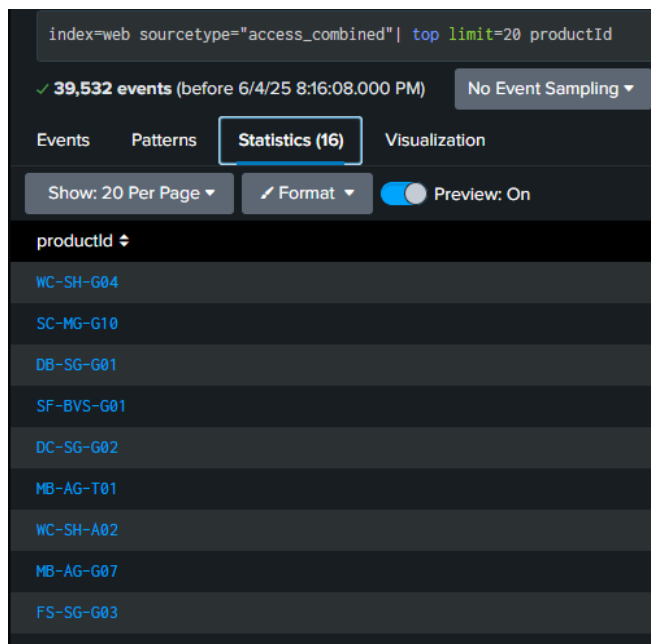 index=web sourcetype="access_combined"| top limit=20 productId
✓ 39,532 events (before 6/4/25 8:16:08.000 PM) No Event Sampling ▾
Events Patterns Statistics (16) Visualization
Show: 20 Per Page ▾ Format ▾ Preview: On
productId
WC-SH-G04
SC-MG-G10
DB-SG-G01
SF-BVS-G01
DC-SG-G02
MB-AG-T01
WC-SH-A02
MB-AG-G07
FS-SG-G03